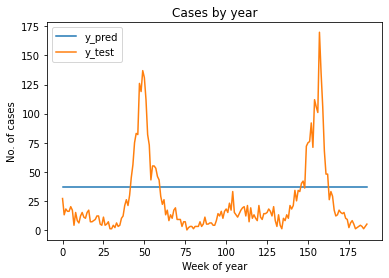 Cases by year
y_pred
y_test
No. of cases
175
150
125
100
75
50
25
0
0 25 50 75 100 125 150 175
Week of year